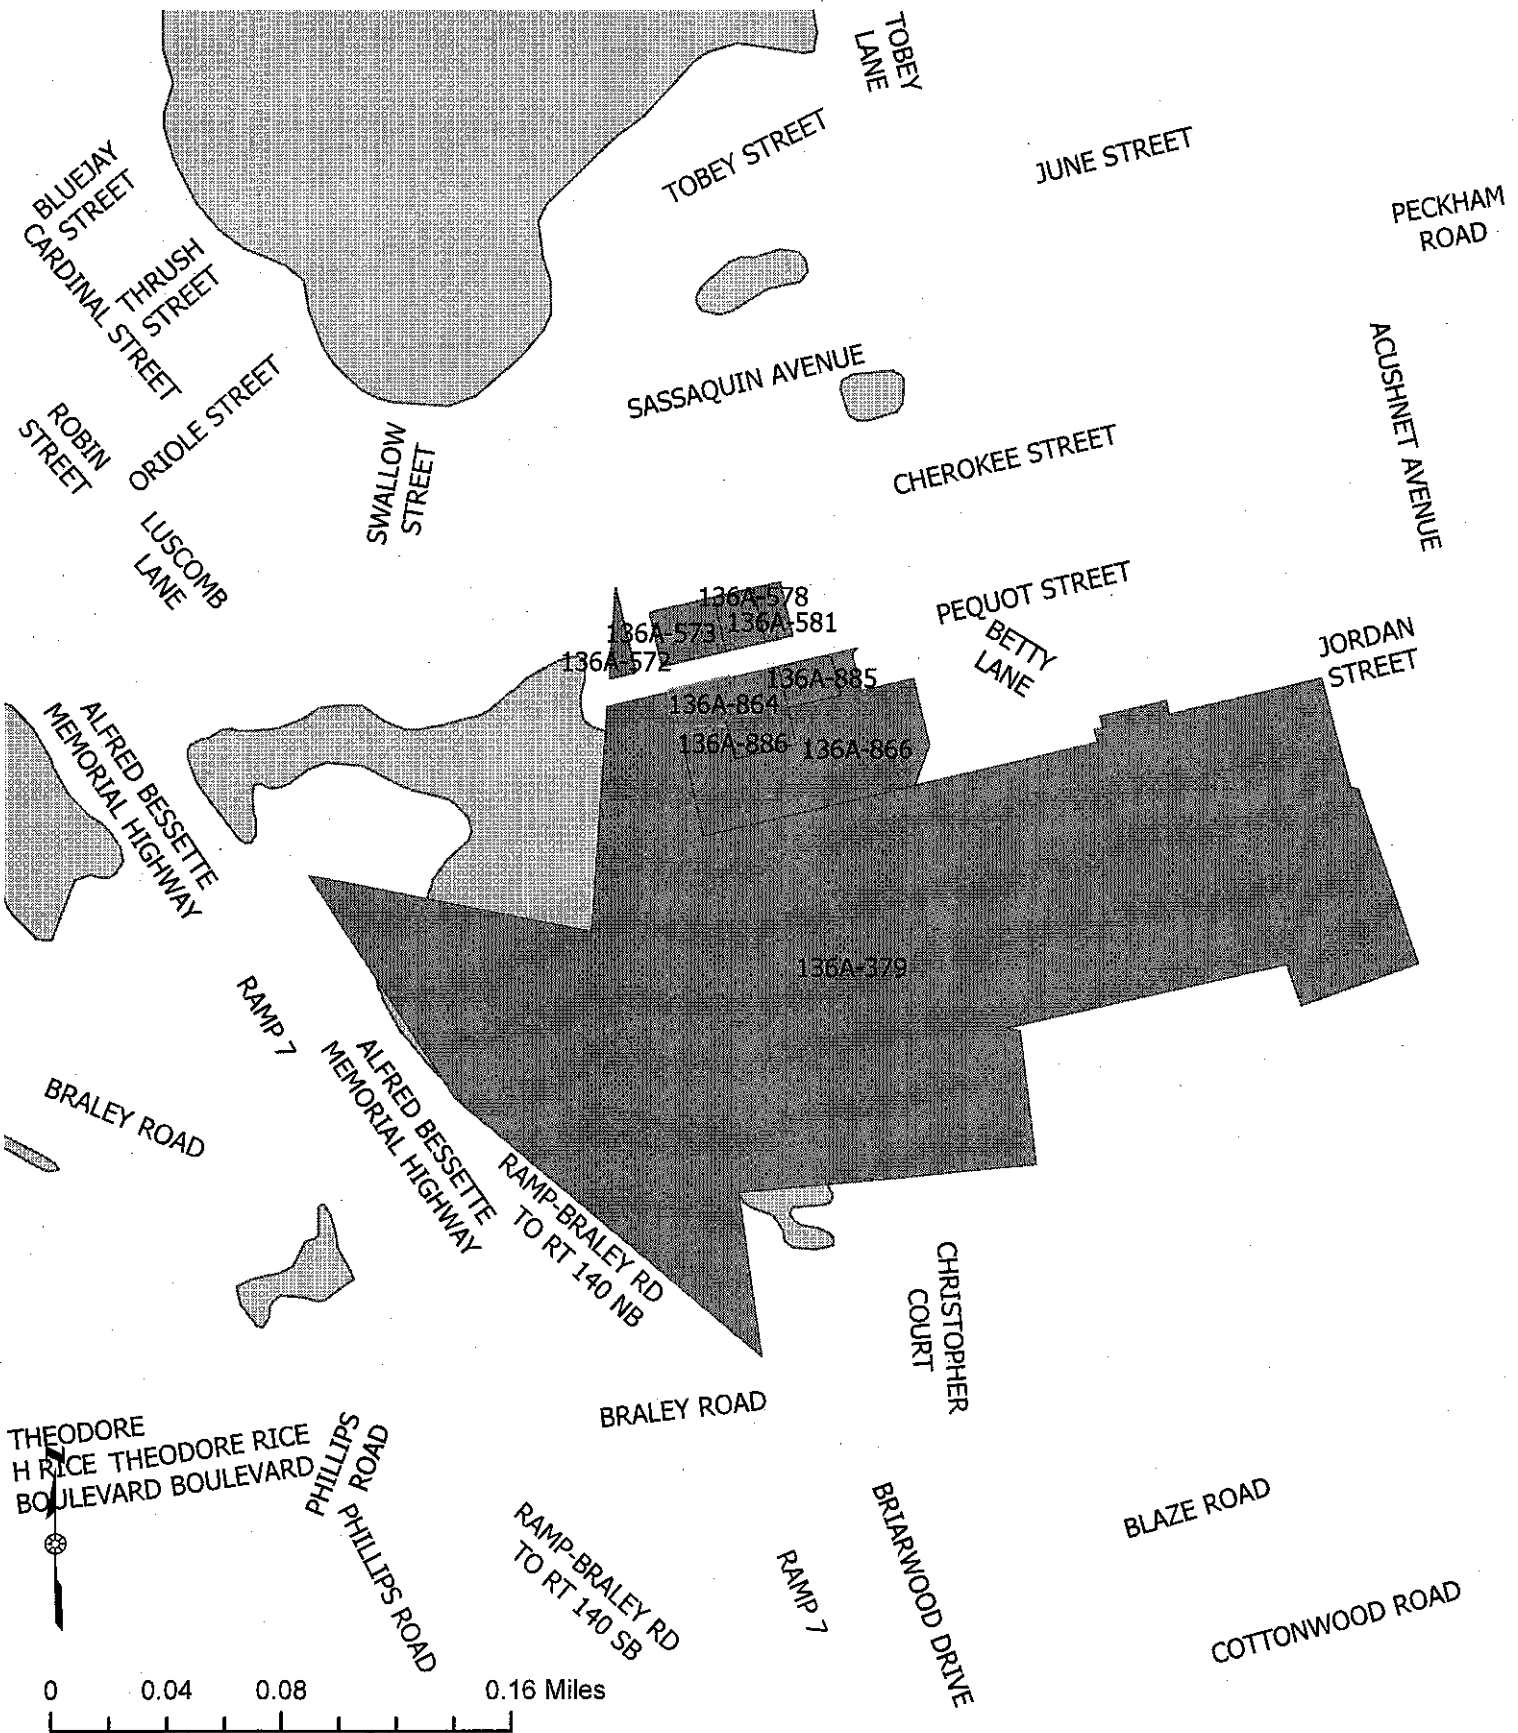 TOBEY
LANE
TOBEY STREET
JUNE STREET
PECKHAM
ROAD
BLUEJAY
STREET
CARDINAL STREET
THRUSH
STREET
ORIOLE STREET
ROBIN
STREET
SWALLOW
STREET
SASSAQUIN AVENUE
ACUSHNET AVENUE
CHEROKEE STREET
LUSCOMB
LANE
PEQUOT STREET
BETTY
LANE
JORDAN
STREET
136A-578
136A-581
136A-573
136A-572
136A-885
136A-864
136A-886
136A-866
ALFRED BESSETTE
MEMORIAL HIGHWAY
136A-379
RAMP 7
ALFRED BESSETTE
MEMORIAL HIGHWAY
BRALEY ROAD
RAMP-BRALEY RD
TO RT 140 NB
CHRISTOPHER
COURT
BRALEY ROAD
THEODORE
H RICE THEODORE RICE
BOULEVARD BOULEVARD
PHILLIPS
ROAD
PHILLIPS ROAD
RAMP-BRALEY RD
TO RT 140 SB
RAMP 7
BRIARWOOD DRIVE
BLAZE ROAD
COTTONWOOD ROAD
0 0.04 0.08 0.16 Miles